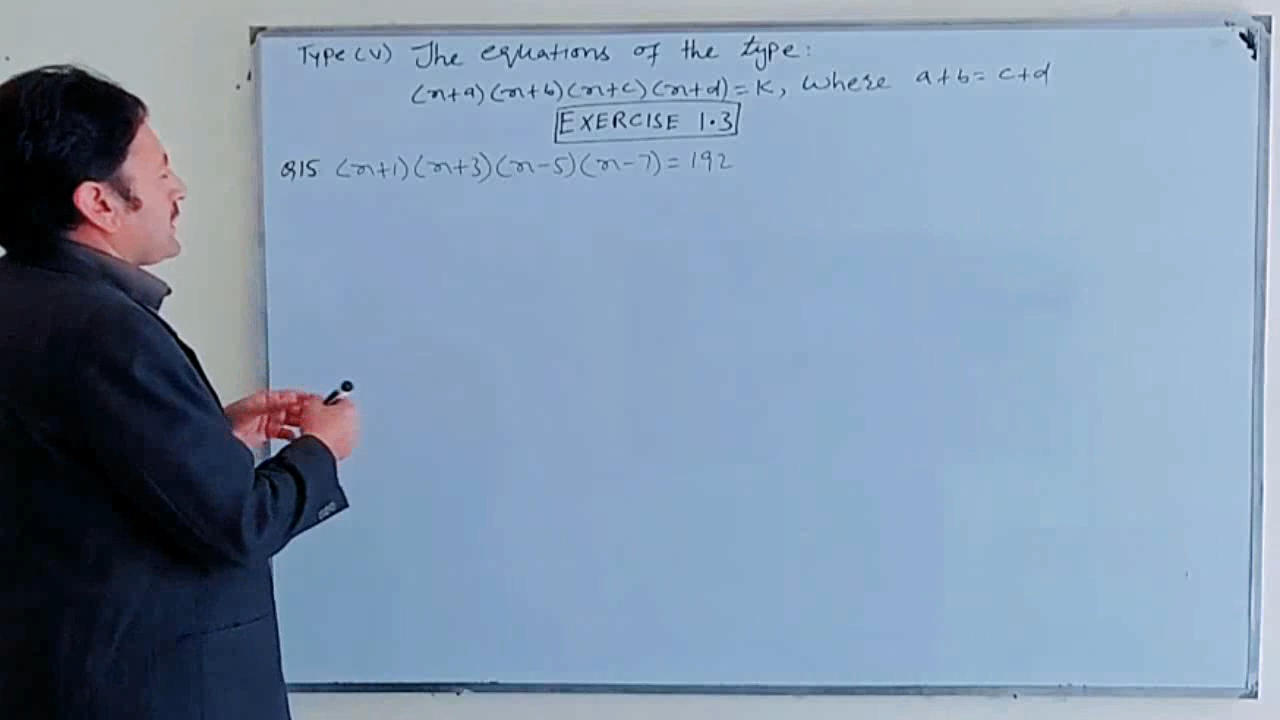 Type (V) The equations of the type:
(x+a)(x+b)(x+c)(x+d)=K, where a+b=c+d
EXERCISE 1.3
Q15 (x+1)(x+3)(x-5)(x-7)=192